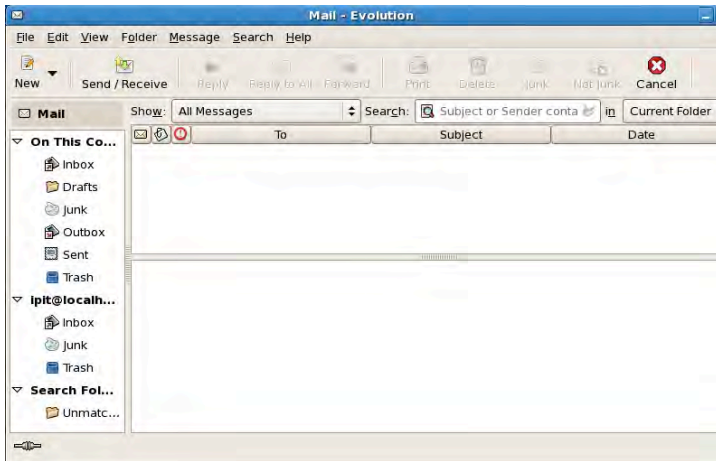 Mail - Evolution
File Edit View Folder Message Search Help
New Send / Receive Reply Reply to All Forward Print Delete Junk Not Junk Cancel
Mail Show: All Messages Search: Subject or Sender conta in Current Folder
To Subject Date
On This Co...
Inbox
Drafts
Junk
Outbox
Sent
Trash
ipit@localh...
Inbox
Junk
Trash
Search Fol...
Unmatc...